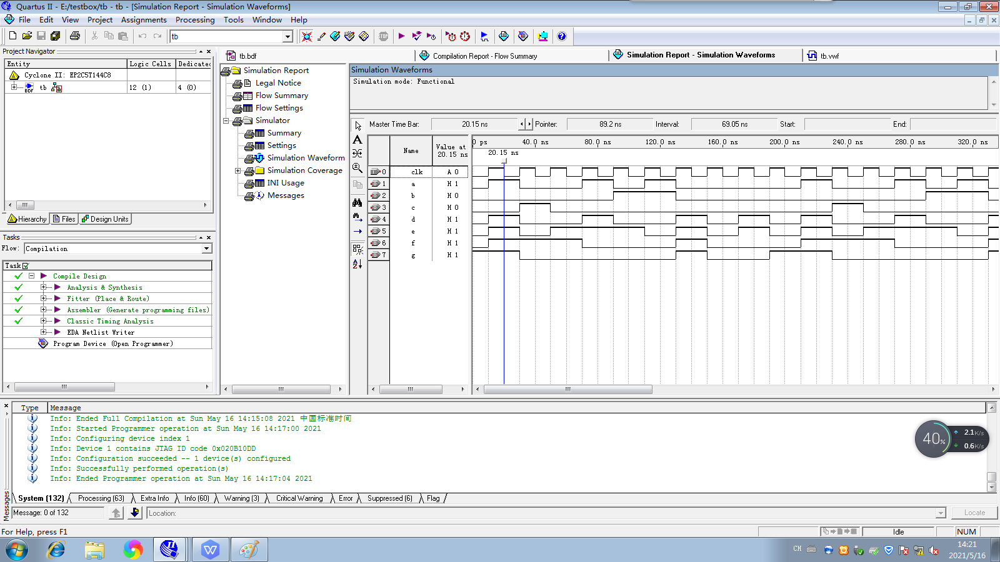 Quartus II - E:/testbox/tb - tb - [Simulation Report - Simulation Waveforms]
File Edit View Project Assignments Processing Tools Window Help
tb
Project Navigator
Entity Logic Cells Dedicated
Cyclone II: EP2C5T144C8
tb 12 (1) 4 (0)
Hierarchy Files Design Units
Tasks
Flow: Compilation
Task
Compile Design
Analysis & Synthesis
Fitter (Place & Route)
Assembler (Generate programming files)
Classic Timing Analysis
EDA Netlist Writer
Program Device (Open Programmer)
tb.bdf Compilation Report - Flow Summary Simulation Report - Simulation Waveforms tb.vwf
Simulation Report
Legal Notice
Flow Summary
Flow Settings
Simulator
Summary
Settings
Simulation Waveform
Simulation Coverage
INI Usage
Messages
Simulation Waveforms
Simulation mode: Functional
Master Time Bar: 20.15 ns Pointer: 89.2 ns Interval: 69.05 ns Start: End:
Name Value at 20.15 ns
0 ps 40.0 ns 80.0 ns 120.0 ns 160.0 ns 200.0 ns 240.0 ns 280.0 ns 320.0 ns
20.15 ns
0 clk A 0
1 a H 1
2 b H 0
3 c H 0
4 d H 1
5 e H 1
6 f H 1
7 g H 1
Type Message
Info: Ended Full Compilation at Sun May 16 14:15:08 2021 中国标准时间
Info: Started Programmer operation at Sun May 16 14:17:00 2021
Info: Configuring device index 1
Info: Device 1 contains JTAG ID code 0x020B10DD
Info: Configuration succeeded -- 1 device(s) configured
Info: Successfully performed operation(s)
Info: Ended Programmer operation at Sun May 16 14:17:04 2021
40% 2.1K/s
0.6K/s
Messages
System (132) Processing (63) Extra Info Info (60) Warning (3) Critical Warning Error Suppressed (6) Flag
Message: 0 of 132 Location: Locate
For Help, press F1 Idle NUM
CH 14:21
2021/5/16